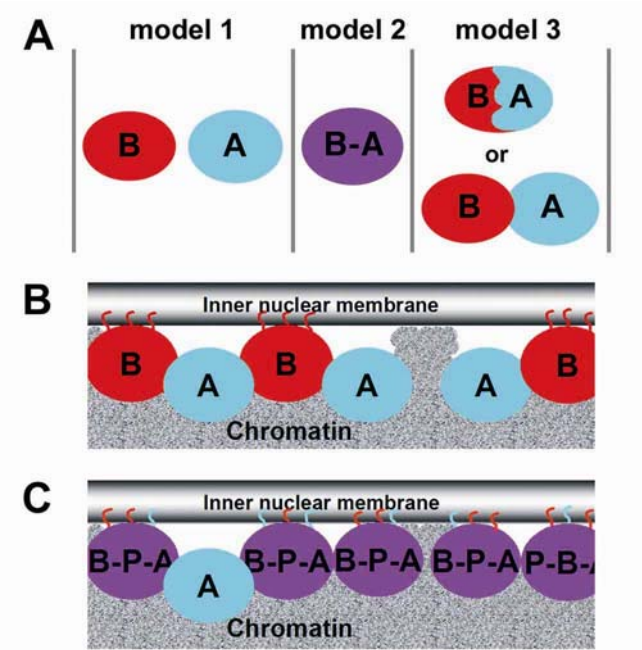 A
model 1 model 2 model 3
B A B-A B A
or
B A
B
Inner nuclear membrane
B A B A A B
Chromatin
C
Inner nuclear membrane
B-P-A A B-P-A B-P-A B-P-A P-B-A
Chromatin